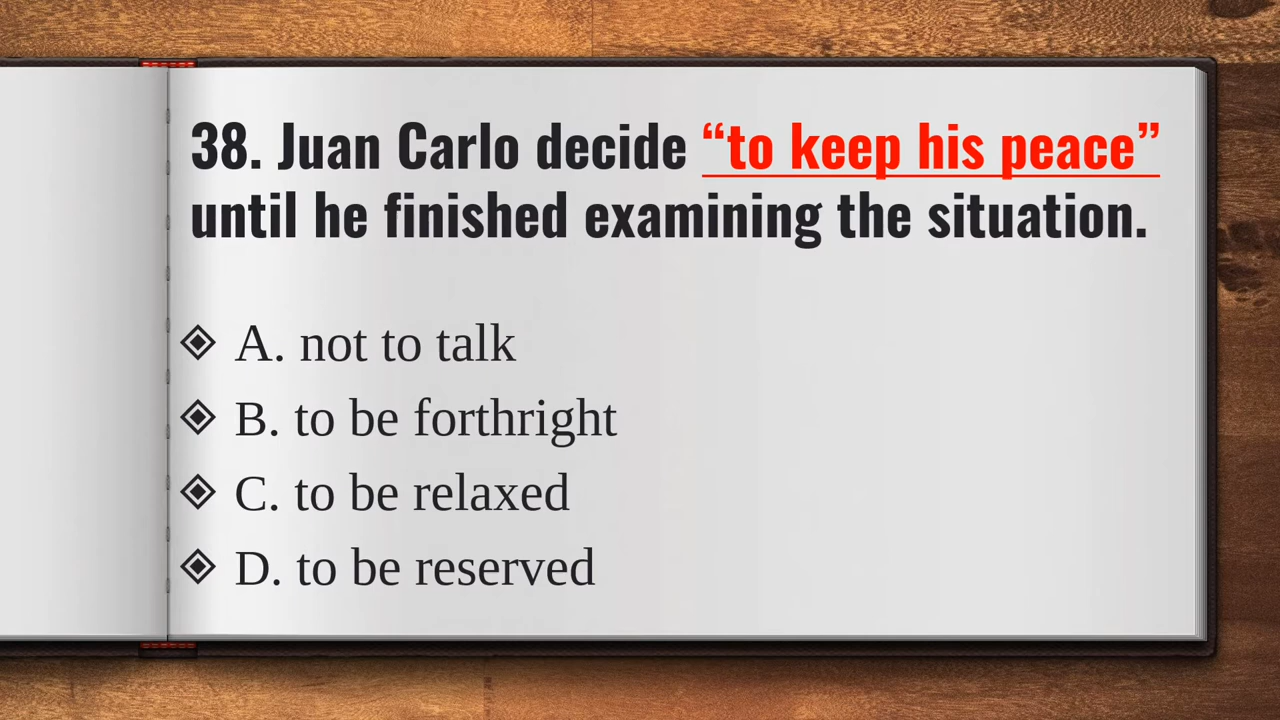 38. Juan Carlo decide “to keep his peace”
until he finished examining the situation.
A. not to talk
B. to be forthright
C. to be relaxed
D. to be reserved